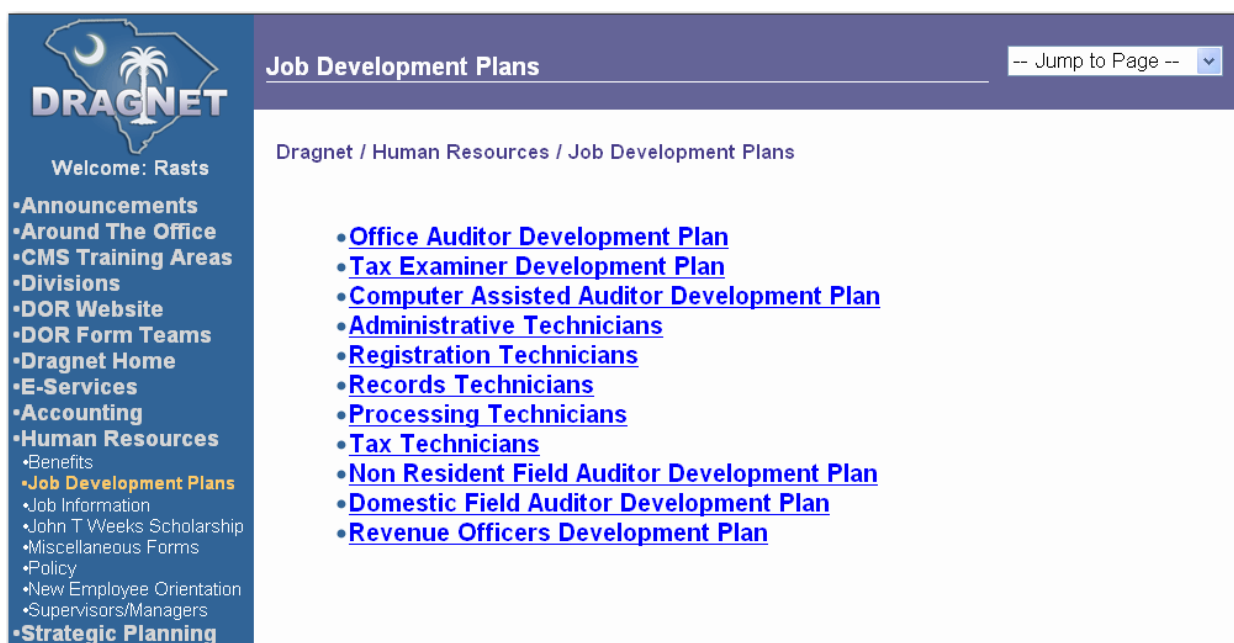 DRAGNET
Welcome: Rasts
•Announcements
•Around The Office
•CMS Training Areas
•Divisions
•DOR Website
•DOR Form Teams
•Dragnet Home
•E-Services
•Accounting
•Human Resources
•Benefits
•Job Development Plans
•Job Information
•John T Weeks Scholarship
•Miscellaneous Forms
•Policy
•New Employee Orientation
•Supervisors/Managers
•Strategic Planning
Job Development Plans
-- Jump to Page --
Dragnet / Human Resources / Job Development Plans
•Office Auditor Development Plan
•Tax Examiner Development Plan
•Computer Assisted Auditor Development Plan
•Administrative Technicians
•Registration Technicians
•Records Technicians
•Processing Technicians
•Tax Technicians
•Non Resident Field Auditor Development Plan
•Domestic Field Auditor Development Plan
•Revenue Officers Development Plan